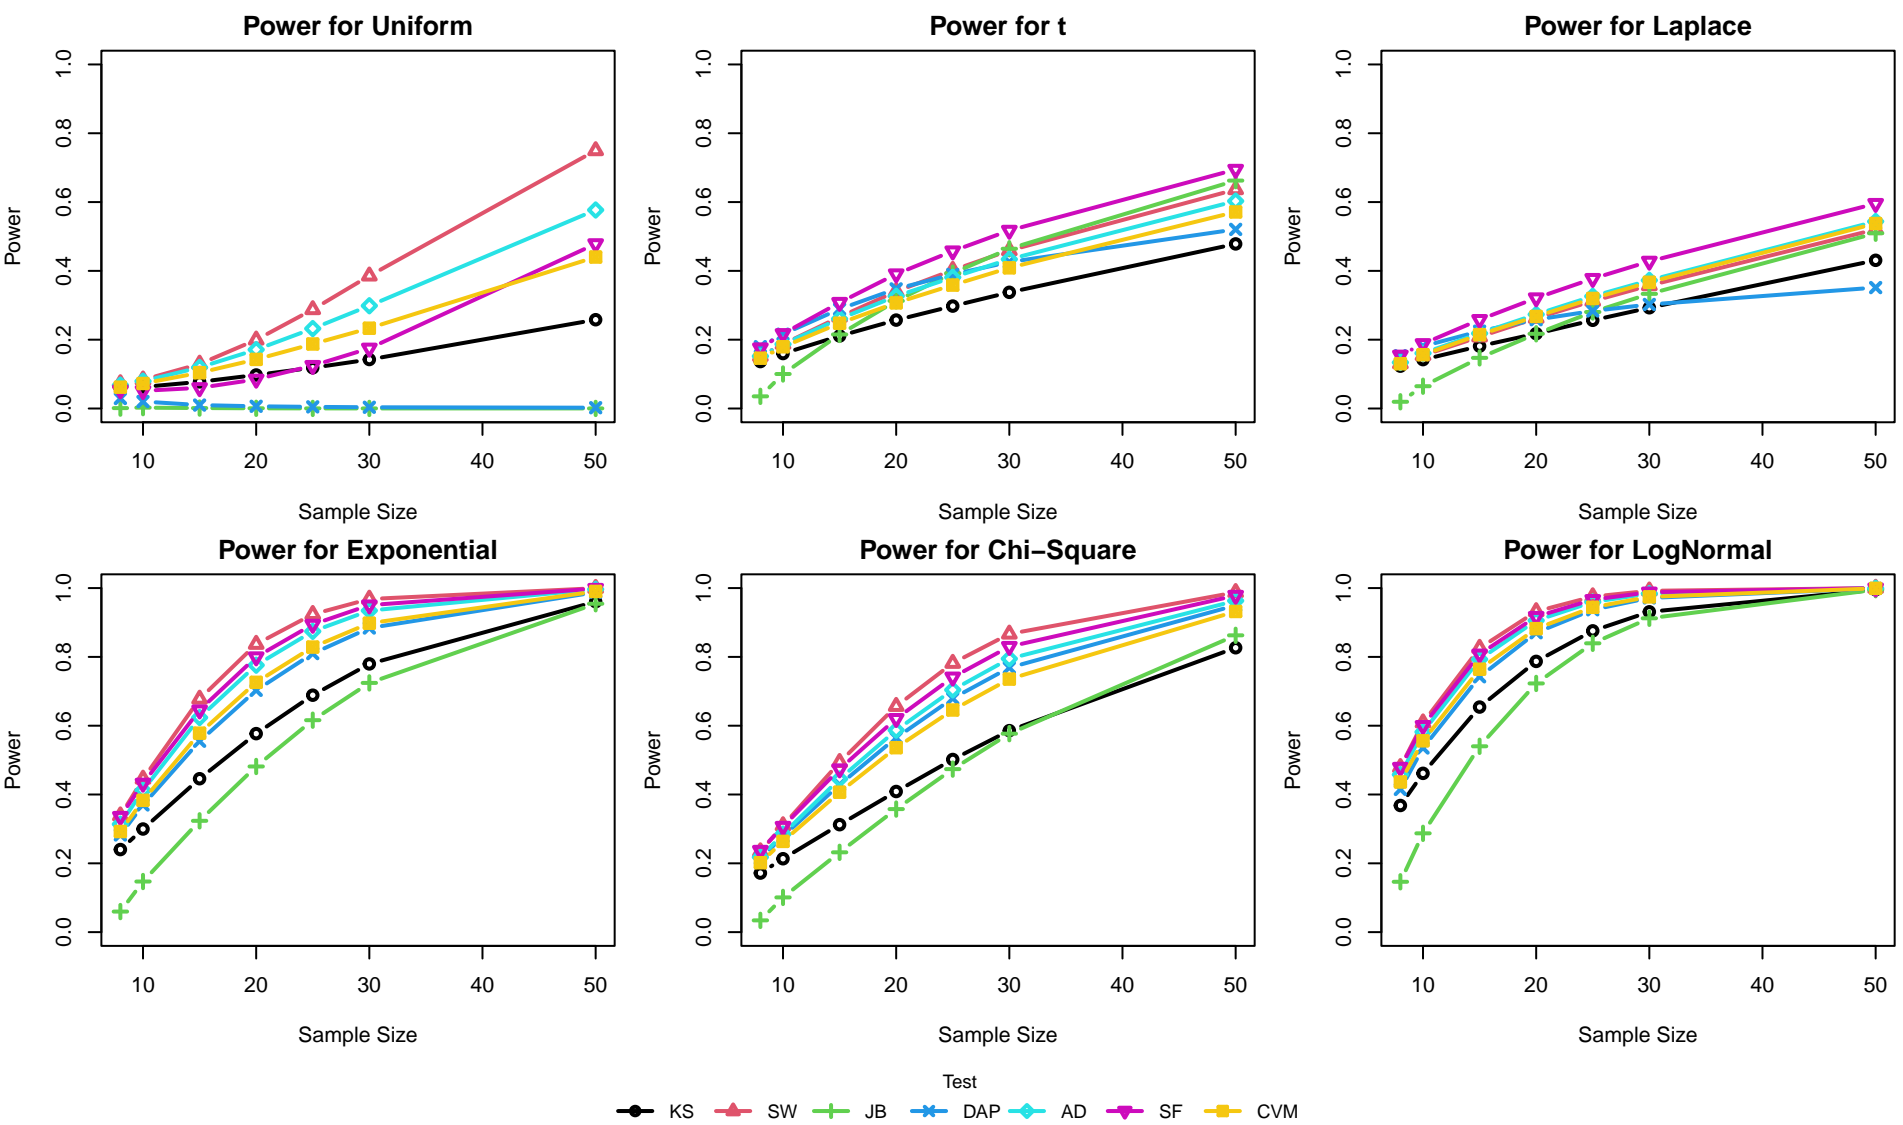 Power for Uniform
Power
1.0
0.8
0.6
0.4
0.2
0.0
10 20 30 40 50
Sample Size
Power for t
Power
1.0
0.8
0.6
0.4
0.2
0.0
10 20 30 40 50
Sample Size
Power for Laplace
Power
1.0
0.8
0.6
0.4
0.2
0.0
10 20 30 40 50
Sample Size
Power for Exponential
Power
1.0
0.8
0.6
0.4
0.2
0.0
10 20 30 40 50
Sample Size
Power for Chi−Square
Power
1.0
0.8
0.6
0.4
0.2
0.0
10 20 30 40 50
Sample Size
Power for LogNormal
Power
1.0
0.8
0.6
0.4
0.2
0.0
10 20 30 40 50
Sample Size
Test
KS SW JB DAP AD SF CVM